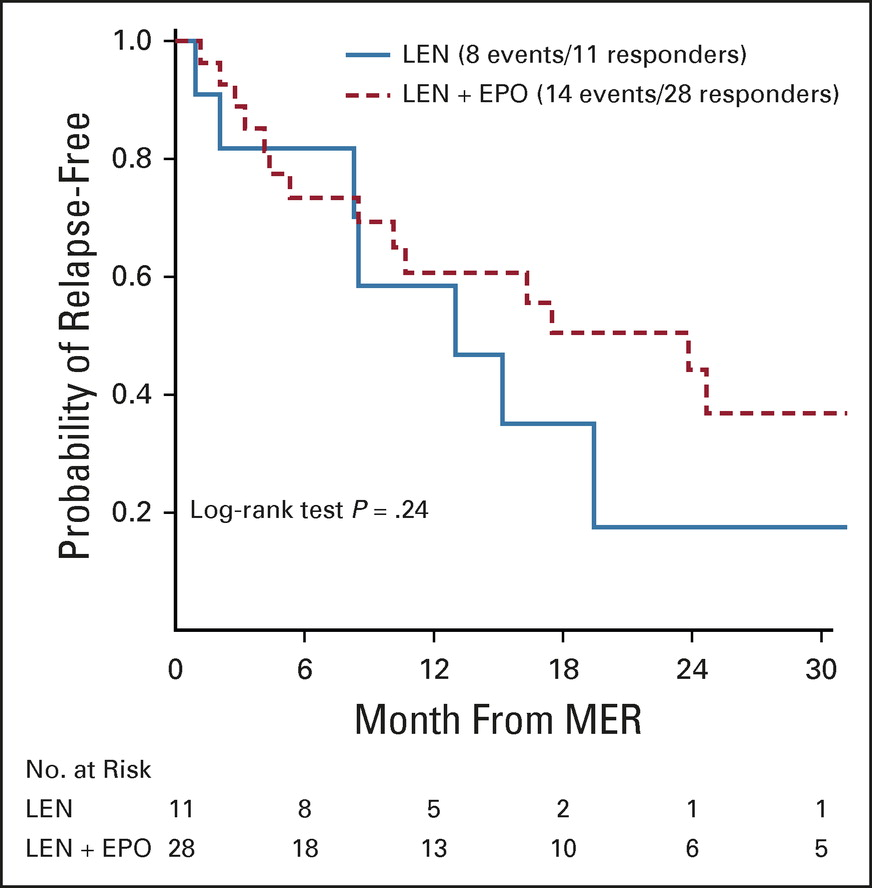 LEN (8 events/11 responders)
LEN + EPO (14 events/28 responders)
Probability of Relapse-Free
1.0
0.8
0.6
0.4
0.2
Log-rank test P = .24
0 6 12 18 24 30
Month From MER
No. at Risk
LEN 11 8 5 2 1 1
LEN + EPO 28 18 13 10 6 5